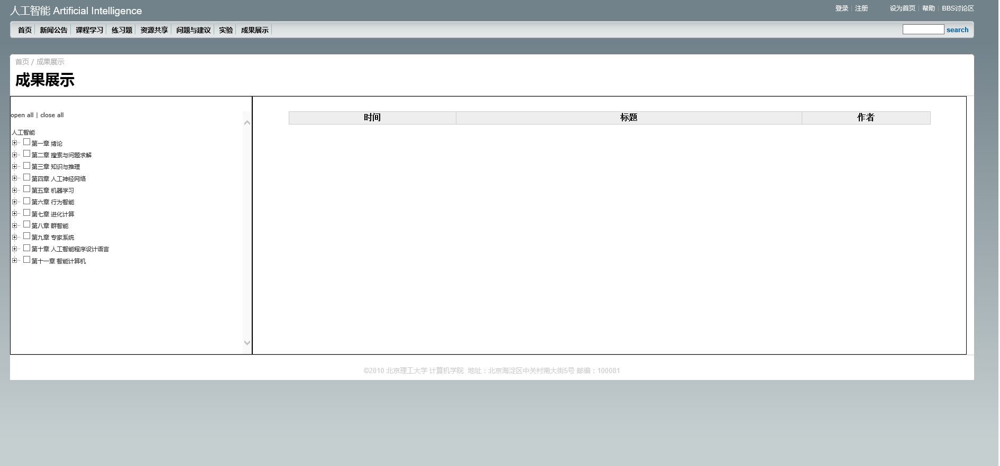 人工智能 Artificial Intelligence
登录 | 注册 设为首页 | 帮助 | BBS讨论区
首页 新闻公告 课程学习 练习题 资源共享 问题与建议 实验 成果展示
search
首页 / 成果展示
成果展示
open all | close all
人工智能
第一章 绪论
第二章 搜索与问题求解
第三章 知识与推理
第四章 人工神经网络
第五章 机器学习
第六章 行为智能
第七章 进化计算
第八章 群智能
第九章 专家系统
第十章 人工智能程序设计语言
第十一章 智能计算机
时间 标题 作者
©2010 北京理工大学 计算机学院 地址：北京海淀区中关村南大街5号 邮编：100081